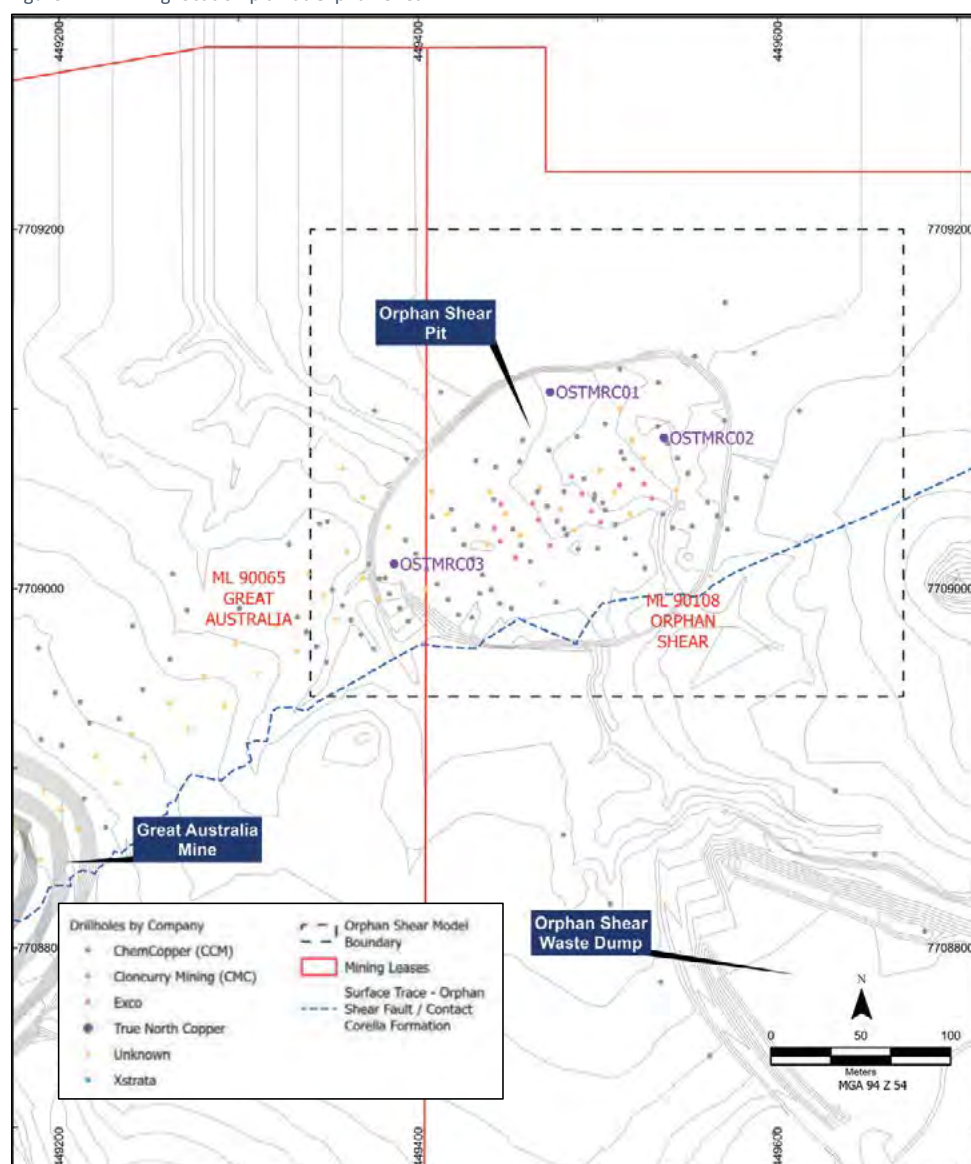 449200
449400
449600
7709200
7709200
Orphan Shear
Pit
OSTMRC01
OSTMRC02
OSTMRC03
7709000
7709000
ML 90065
GREAT
AUSTRALIA
ML 90108
ORPHAN
SHEAR
Great Australia
Mine
Orphan Shear
Waste Dump
7708800
7708800
Drillholes by Company
ChemCopper (CCM)
Cloncurry Mining (CMC)
Exco
True North Copper
Unknown
Xstrata
Orphan Shear Model
Boundary
Mining Leases
Surface Trace - Orphan
Shear Fault / Contact
Corella Formation
N
0 50 100
Meters
MGA 94 Z 54
449200
449400
449600